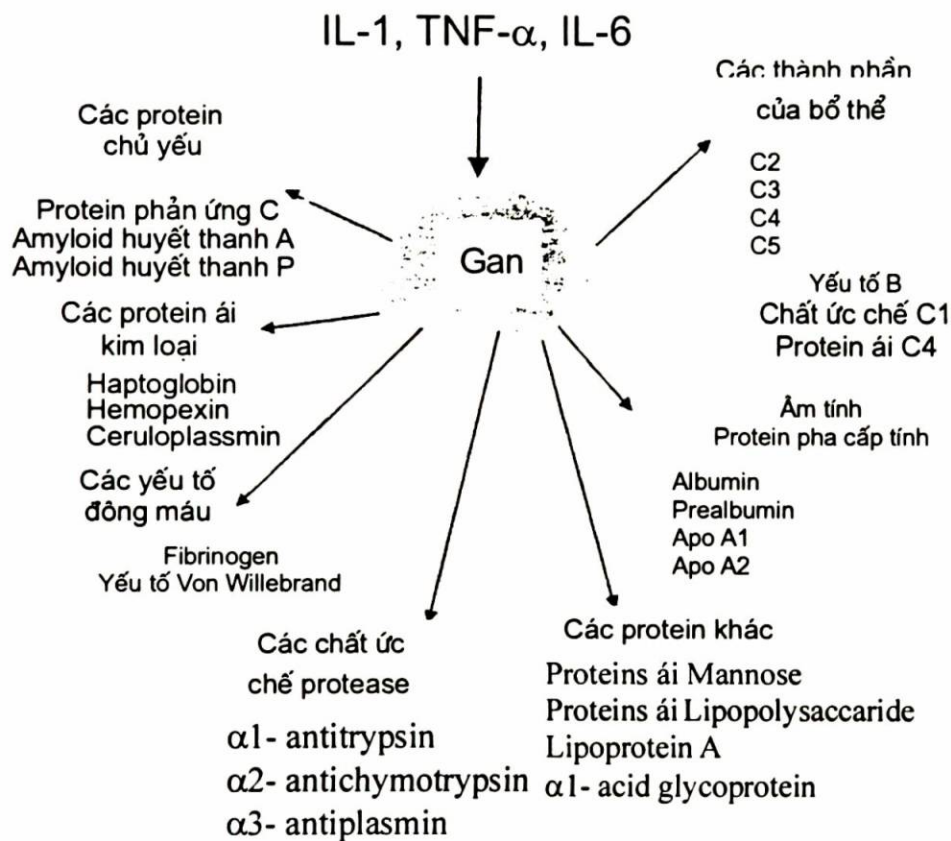 IL-1, TNF-α, IL-6
Các protein
chủ yếu
Protein phản ứng C
Amyloid huyết thanh A
Amyloid huyết thanh P
Các protein ái
kim loại
Haptoglobin
Hemopexin
Ceruloplassmin
Các yếu tố
đông máu
Fibrinogen
Yếu tố Von Willebrand
Gan
Các thành phần
của bổ thể
C2
C3
C4
C5
Yếu tố B
Chất ức chế C1
Protein ái C4
Âm tính
Protein pha cấp tính
Albumin
Prealbumin
Apo A1
Apo A2
Các chất ức
chế protease
α1- antitrypsin
α2- antichymotrypsin
α3- antiplasmin
Các protein khác
Proteins ái Mannose
Proteins ái Lipopolysaccaride
Lipoprotein A
α1- acid glycoprotein